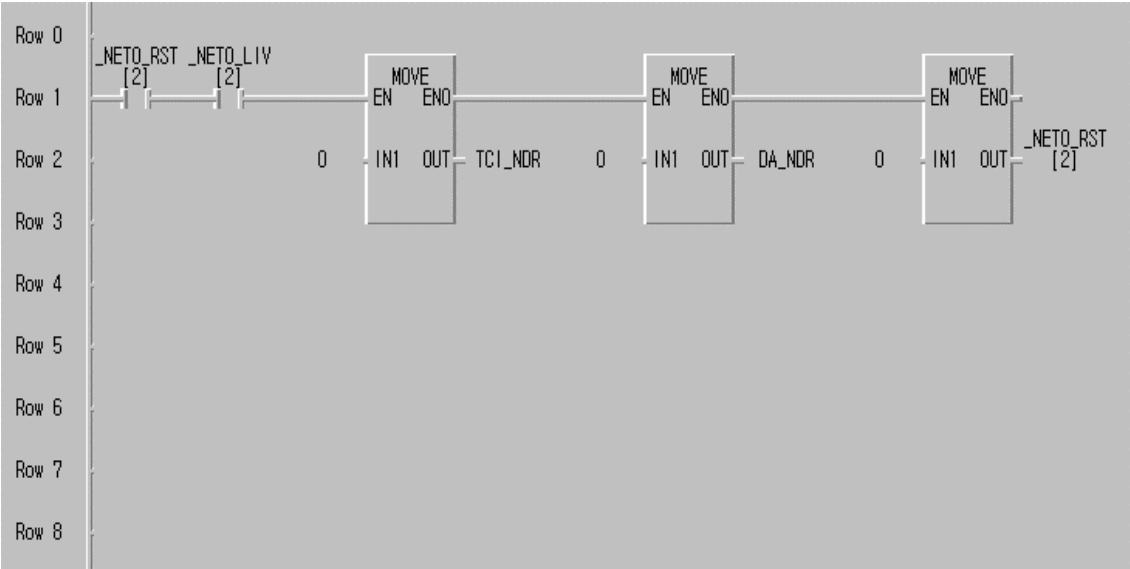 Row 0
_NET0_RST _NET0_LIV
[2] [2]
MOVE MOVE MOVE
Row 1 EN ENO EN ENO EN ENO
Row 2 0 IN1 OUT TCI_NDR 0 IN1 OUT DA_NDR 0 IN1 OUT _NET0_RST
[2]
Row 3
Row 4
Row 5
Row 6
Row 7
Row 8